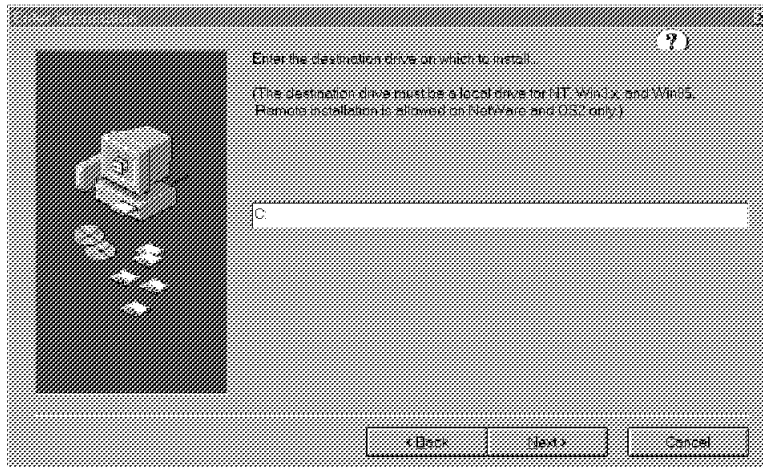 ?
Enter the destination drive on which to install.
(The destination drive must be a local drive for NT, Win3.x, and Win95.
Remote installation is allowed on NetWare and OS2 only.)
C:
< Back
Next >
Cancel